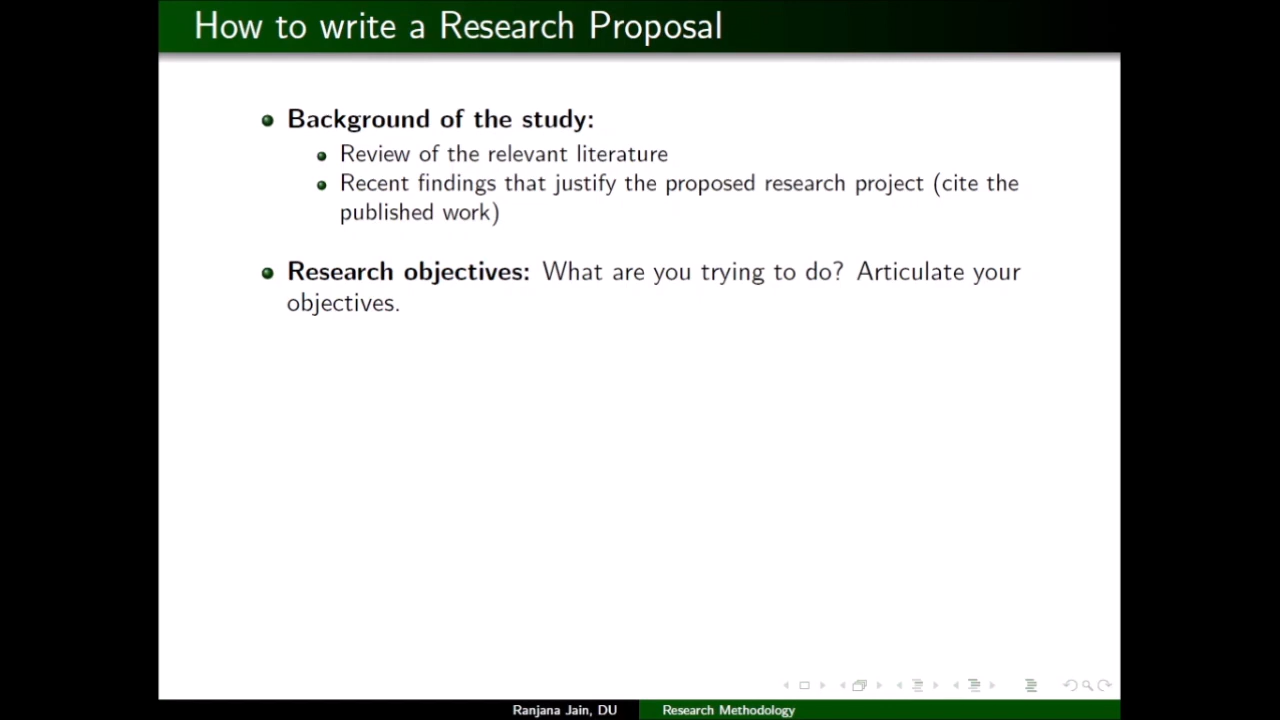 How to write a Research Proposal
Background of the study:
Review of the relevant literature
Recent findings that justify the proposed research project (cite the
published work)
Research objectives: What are you trying to do? Articulate your
objectives.
Ranjana Jain, DU
Research Methodology